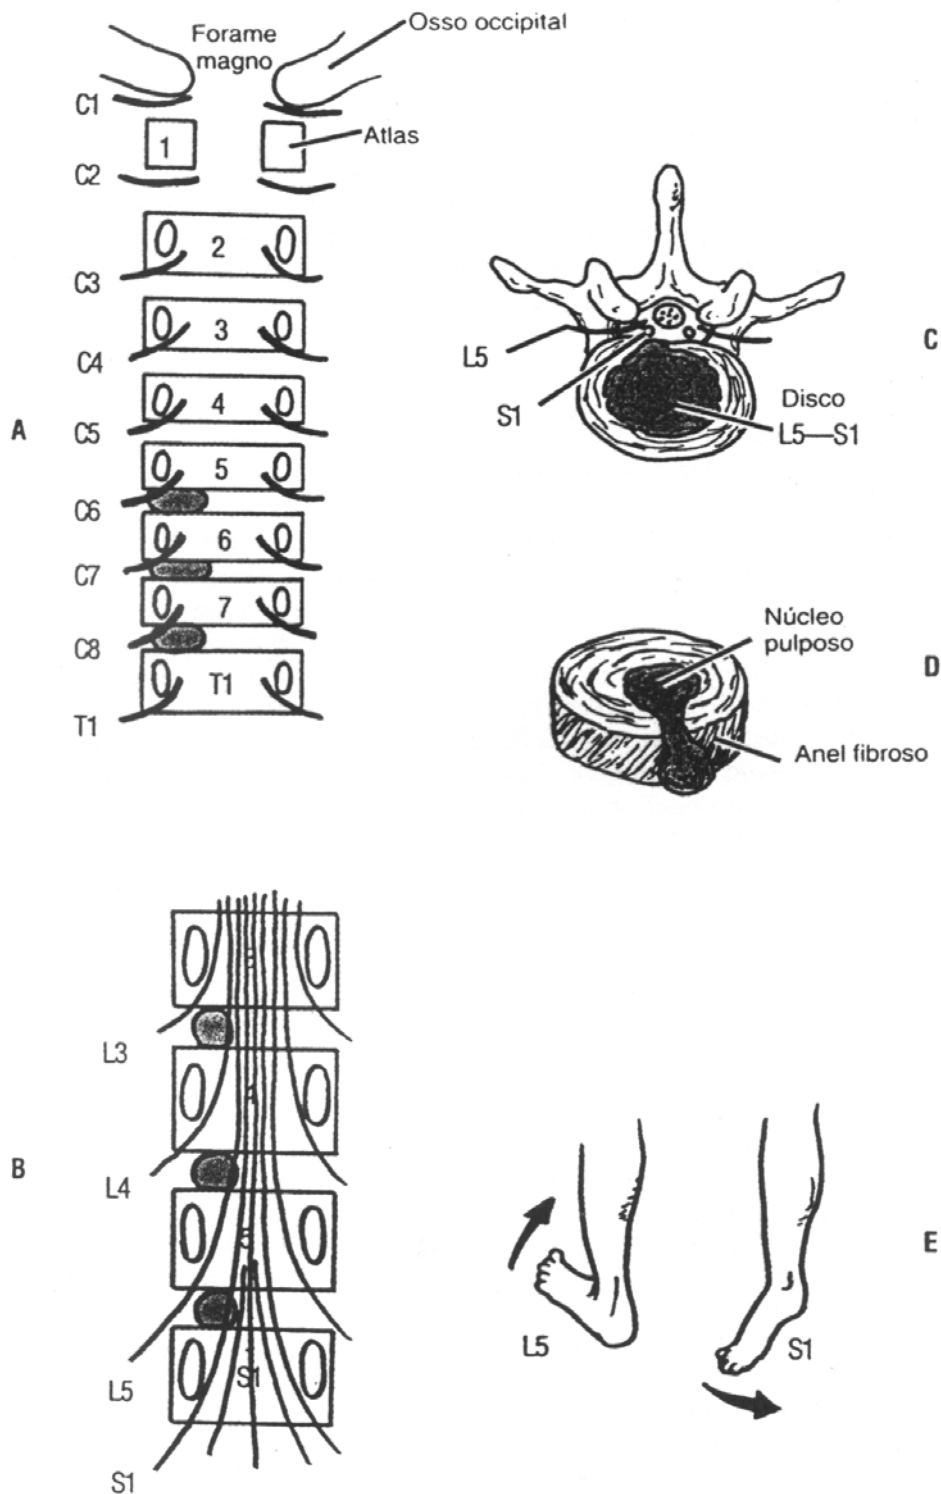 Forame
magno
Osso occipital
C1
1
Atlas
C2
2
C3
3
C4
4
C5
5
C6
6
C7
7
C8
T1
T1
A
L5
S1
Disco
L5—S1
C
Núcleo
pulposo
Anel fibroso
D
3
L3
4
L4
5
L5
S1
S1
B
L5
S1
E